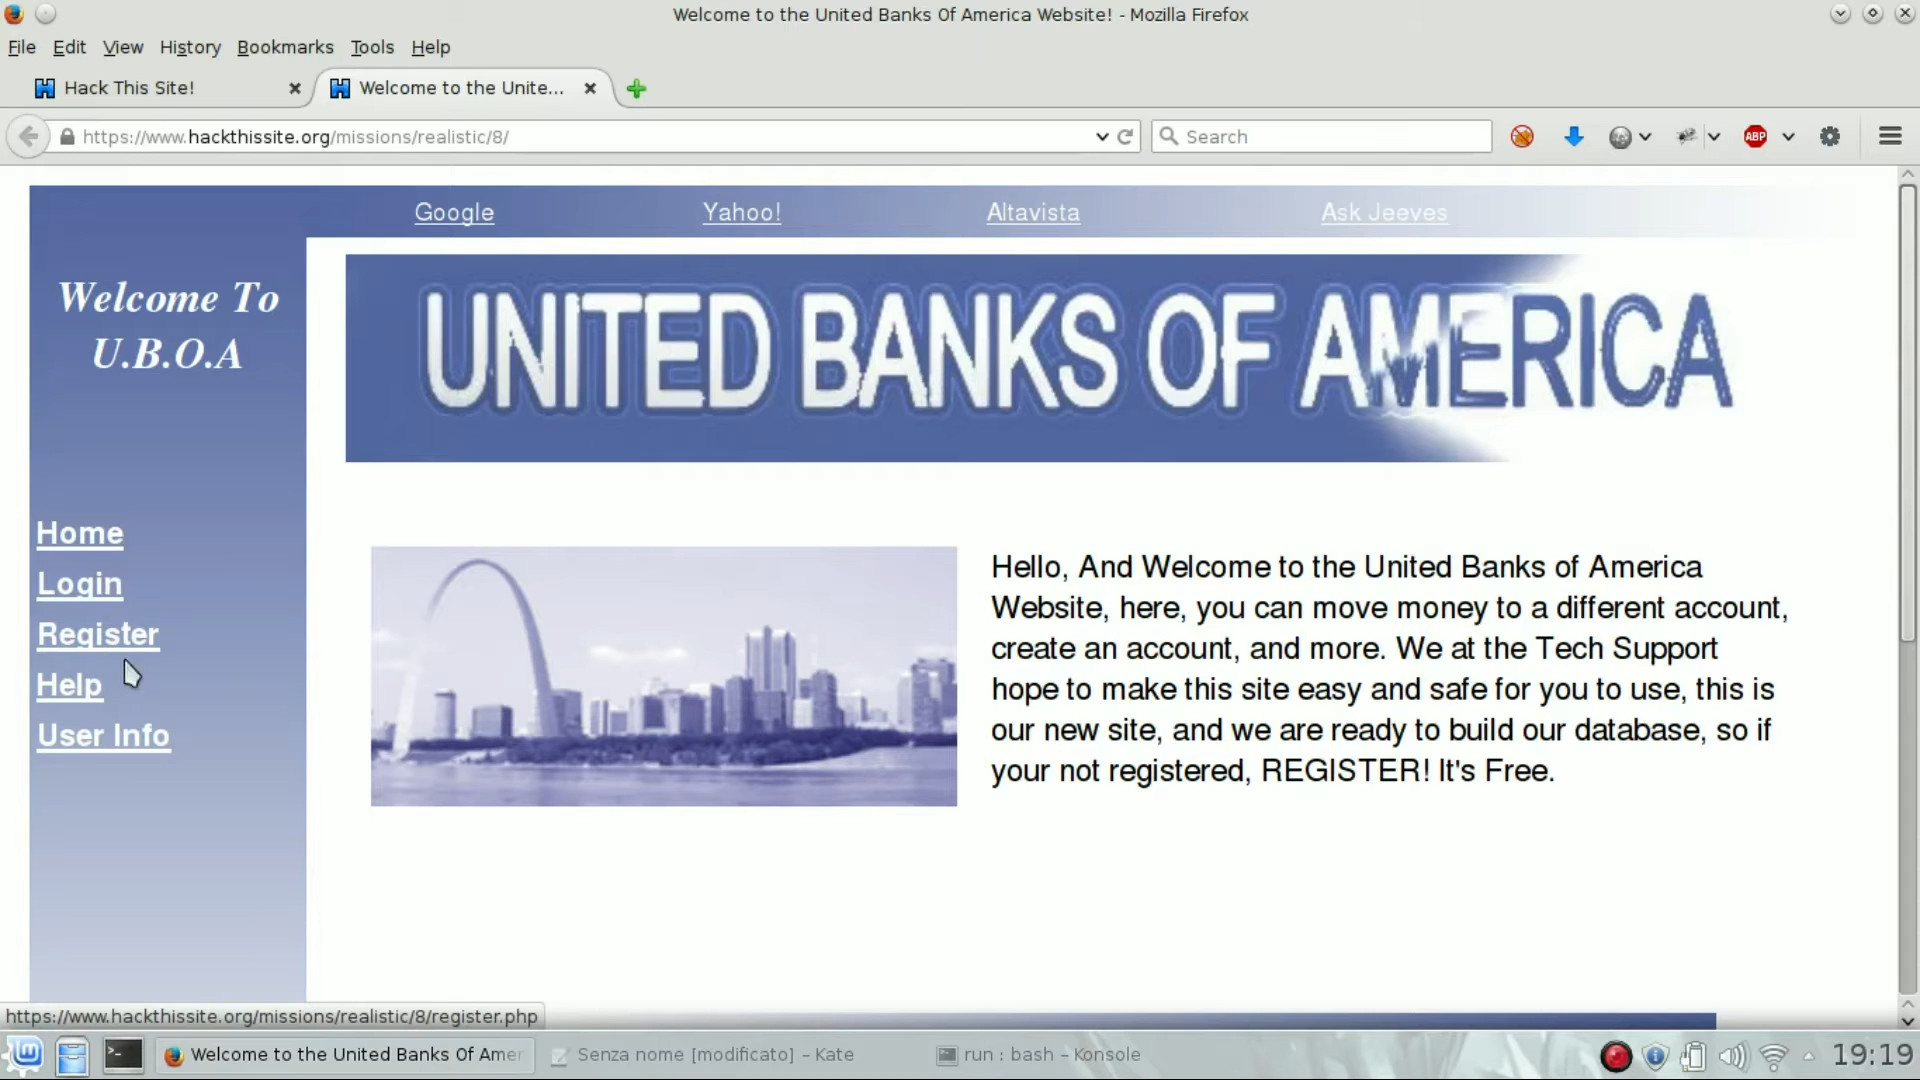 Welcome to the United Banks Of America Website! - Mozilla Firefox
File Edit View History Bookmarks Tools Help
Hack This Site!
Welcome to the Unite...
https://www.hackthissite.org/missions/realistic/8/
Search
ABP
Google Yahoo! Altavista Ask Jeeves
Welcome To
U.B.O.A
UNITED BANKS OF AMERICA
Home
Login
Register
Help
User Info
Hello, And Welcome to the United Banks of America
Website, here, you can move money to a different account,
create an account, and more. We at the Tech Support
hope to make this site easy and safe for you to use, this is
our new site, and we are ready to build our database, so if
your not registered, REGISTER! It's Free.
https://www.hackthissite.org/missions/realistic/8/register.php
Welcome to the United Banks Of Amer
Senza nome [modificato] – Kate
run : bash – Konsole
19:19